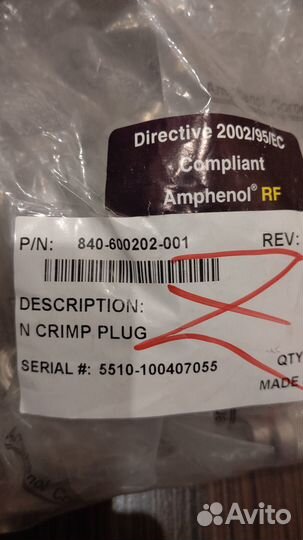 Directive 2002/95/EC
Compliant
Amphenol® RF
P/N: 840-600202-001 REV:
DESCRIPTION:
N CRIMP PLUG
SERIAL #: 5510-100407055
QTY
MADE
Avito